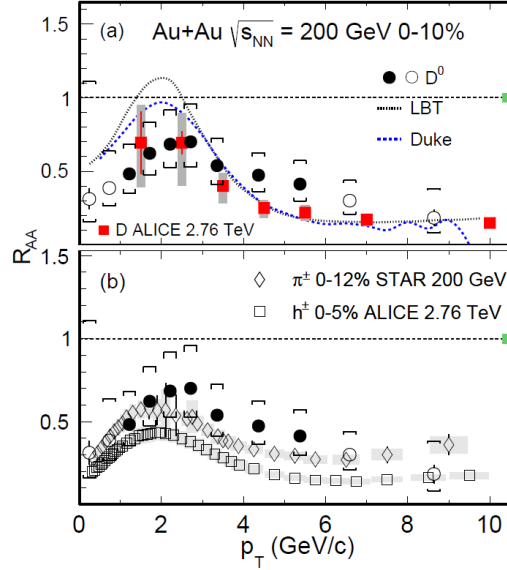 (a) Au+Au √s_NN = 200 GeV 0-10%
D⁰
LBT
Duke
D ALICE 2.76 TeV
1.5
1
0.5
R_AA
(b)
π± 0-12% STAR 200 GeV
h± 0-5% ALICE 2.76 TeV
1.5
1
0.5
0
0 2 4 6 8 10
p_T (GeV/c)